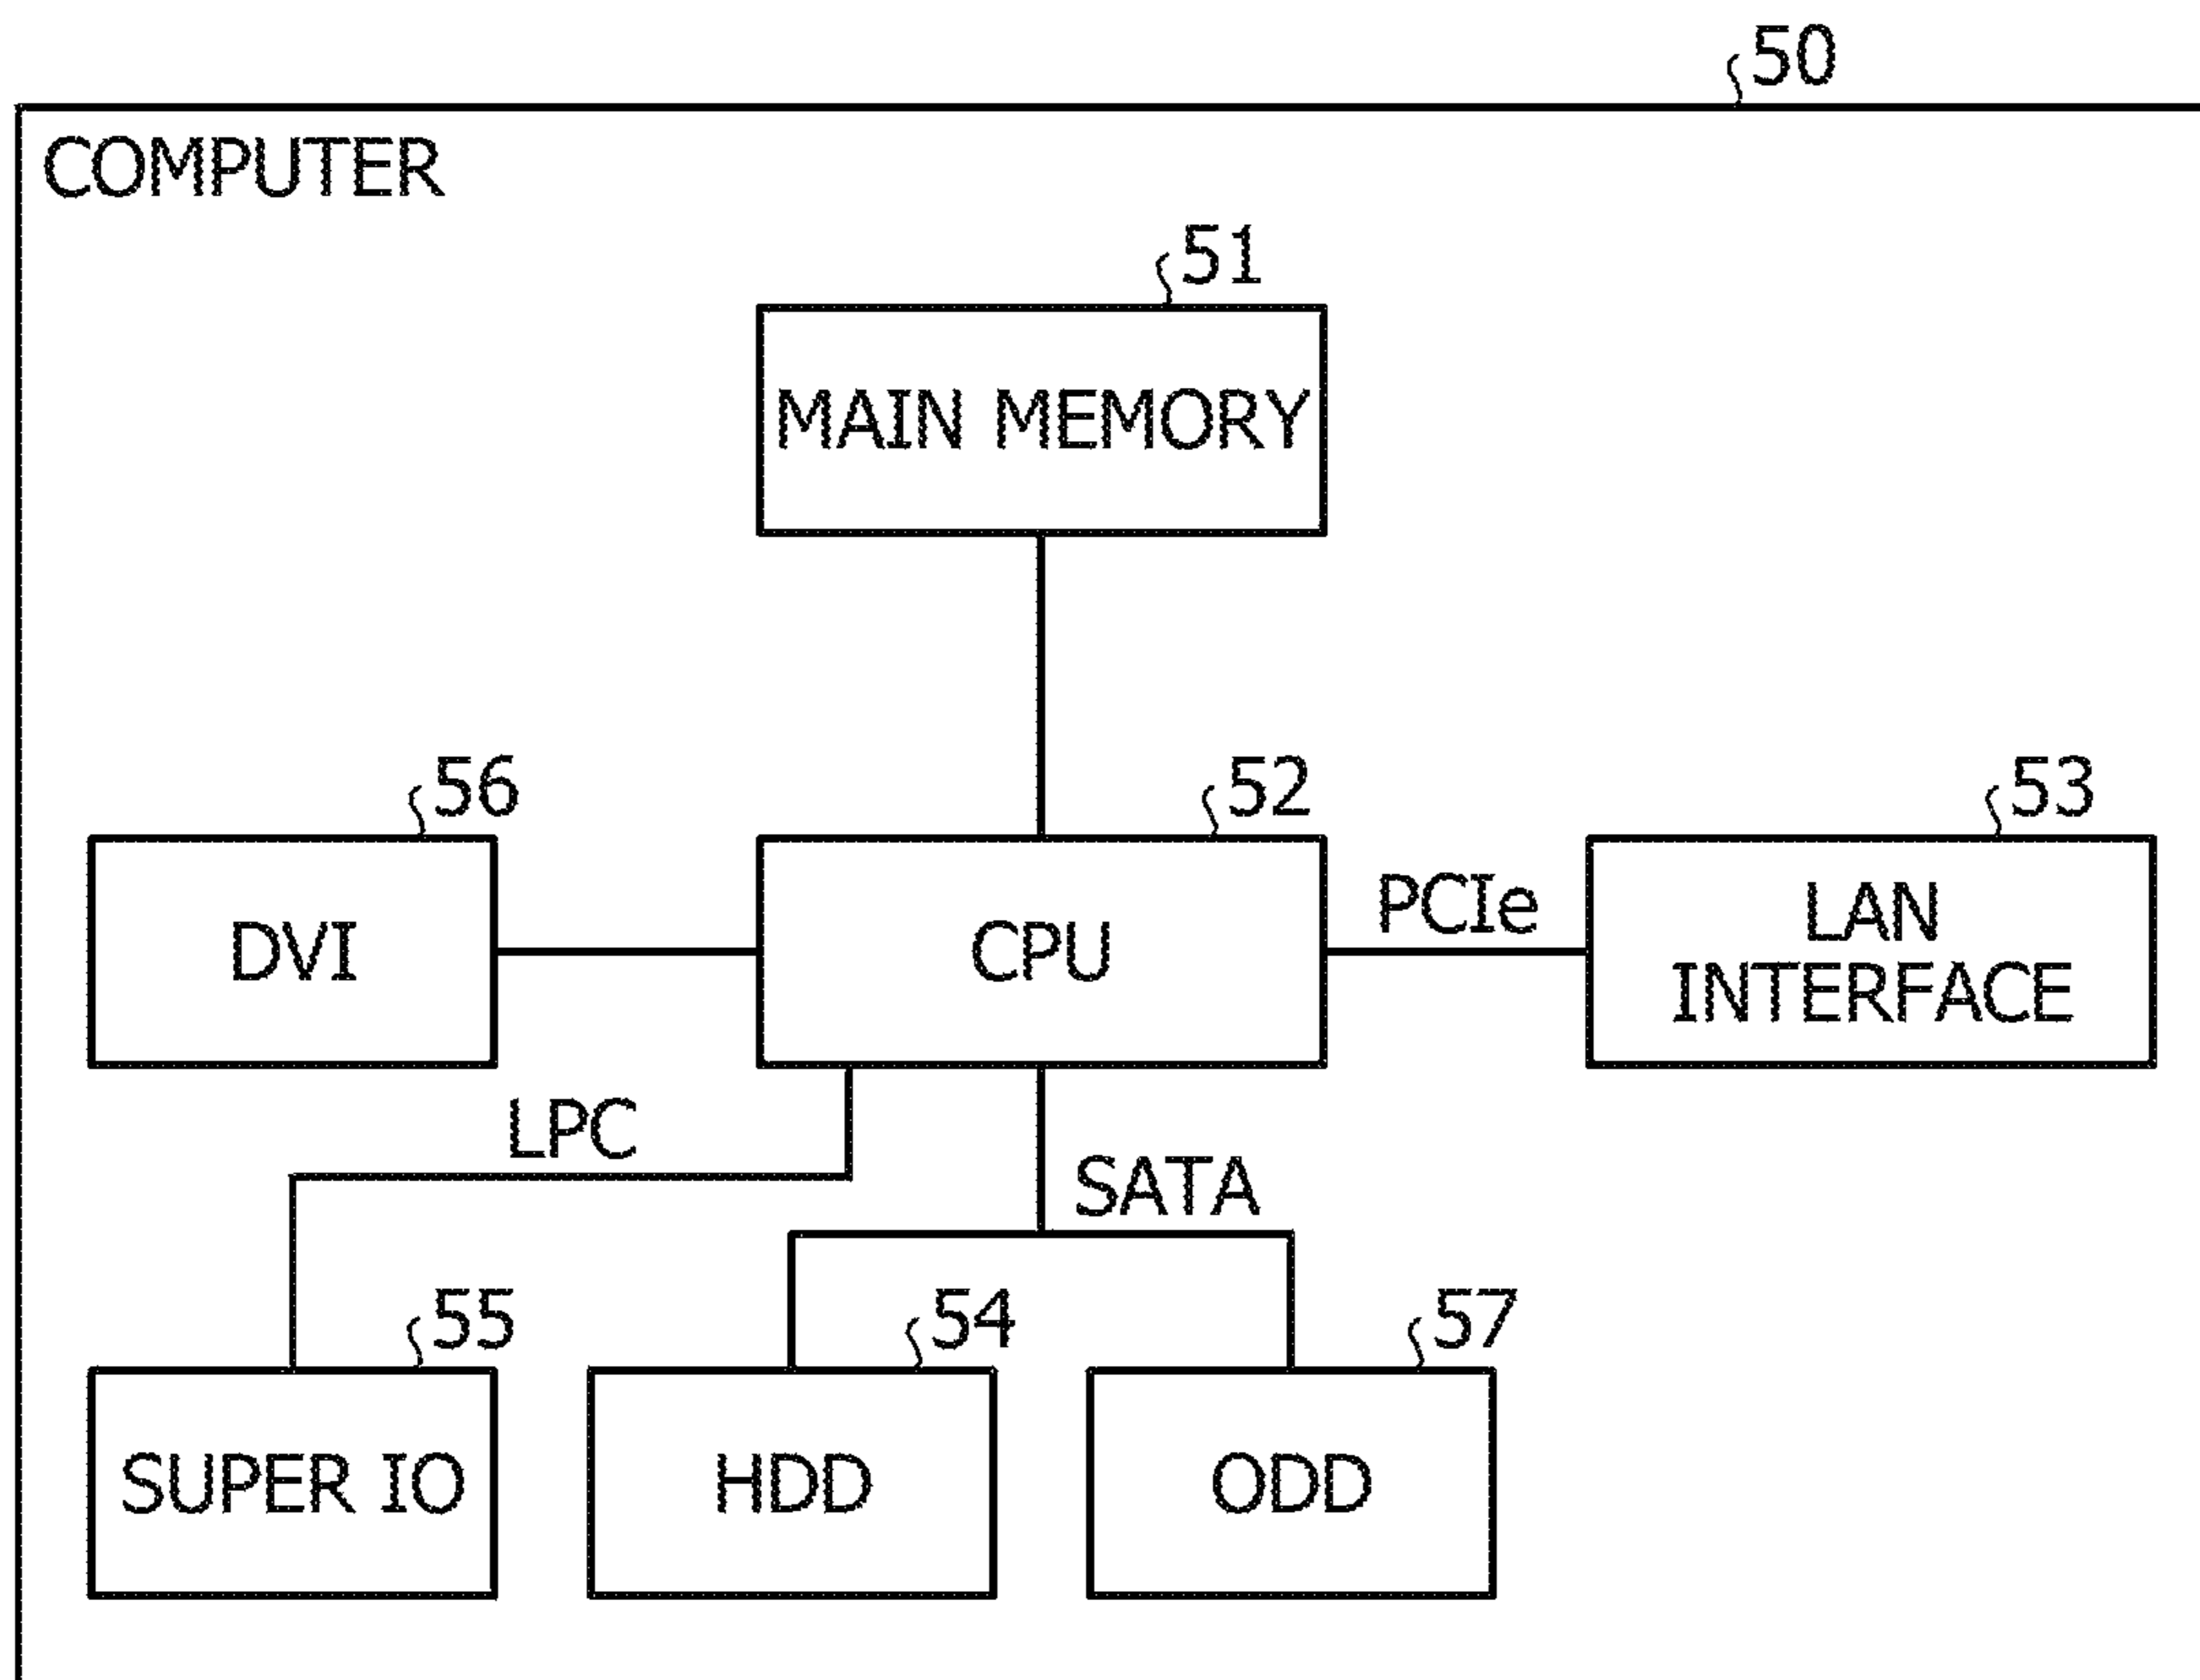 50
COMPUTER
51
MAIN MEMORY
56
52
53
DVI
CPU
PCIe
LAN
INTERFACE
LPC
SATA
55
54
57
SUPER IO
HDD
ODD